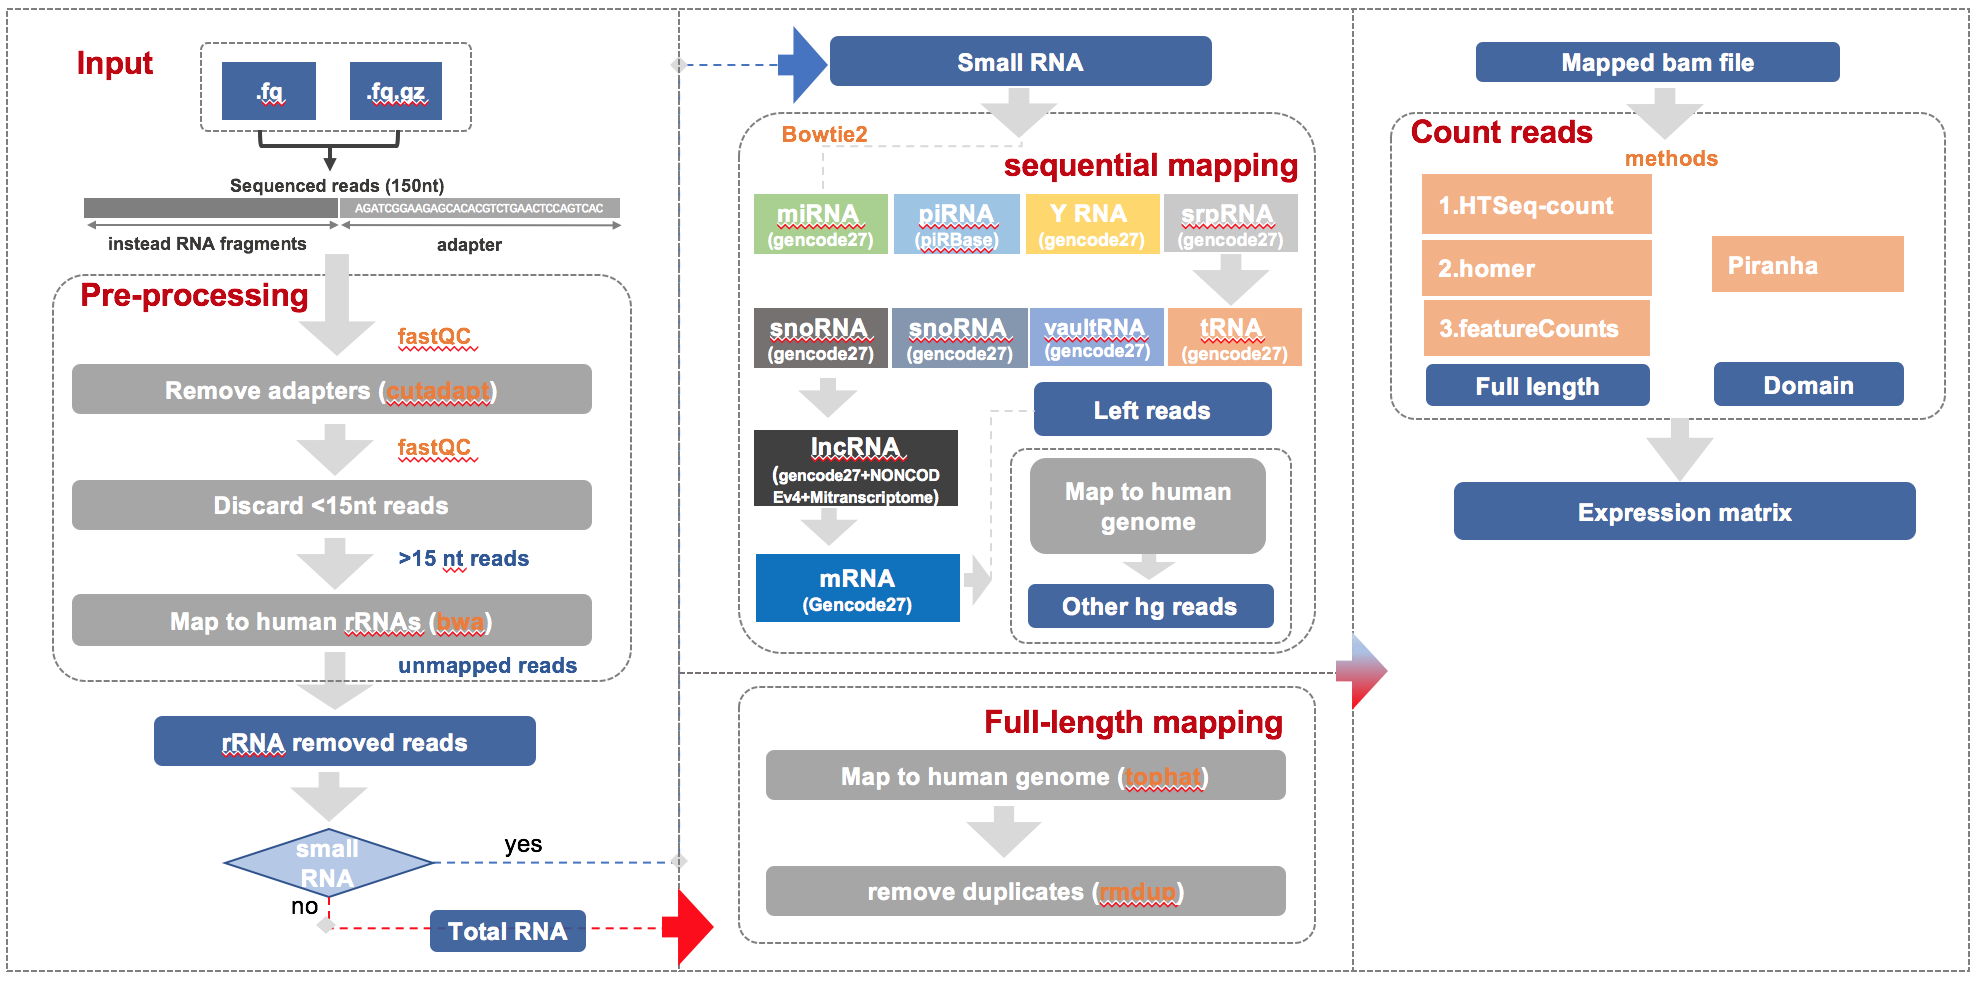 Input
.fq
.fq.gz
Sequenced reads (150nt)
AGATCGGAAGAGCACACGTCTGAACTCCAGTCAC
instead RNA fragments
adapter
Pre-processing
fastQC
Remove adapters (cutadapt)
fastQC
Discard <15nt reads
>15 nt reads
Map to human rRNAs (bwa)
unmapped reads
rRNA removed reads
small
RNA
yes
no
Total RNA
Small RNA
Bowtie2
sequential mapping
miRNA
(gencode27)
piRNA
(piRBase)
Y RNA
(gencode27)
srpRNA
(gencode27)
snoRNA
(gencode27)
snoRNA
(gencode27)
vaultRNA
(gencode27)
tRNA
(gencode27)
lncRNA
(gencode27+NONCOD
Ev4+Mitranscriptome)
mRNA
(Gencode27)
Left reads
Map to human
genome
Other hg reads
Full-length mapping
Map to human genome (tophat)
remove duplicates (rmdup)
Mapped bam file
Count reads
methods
1.HTSeq-count
2.homer
3.featureCounts
Full length
Piranha
Domain
Expression matrix